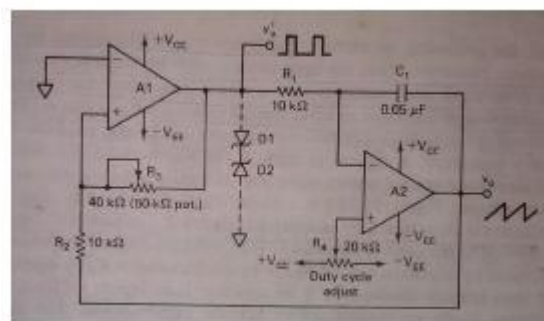 +VCC
A1
−
+
−VEE
R3
40 kΩ (50-kΩ pot.)
R2
10 kΩ
D1
D2
R1
10 kΩ
C1
0.05 μF
+VCC
−
A2
+
−VEE
R4
20 kΩ
+VCC
−VEE
Duty cycle
adjust